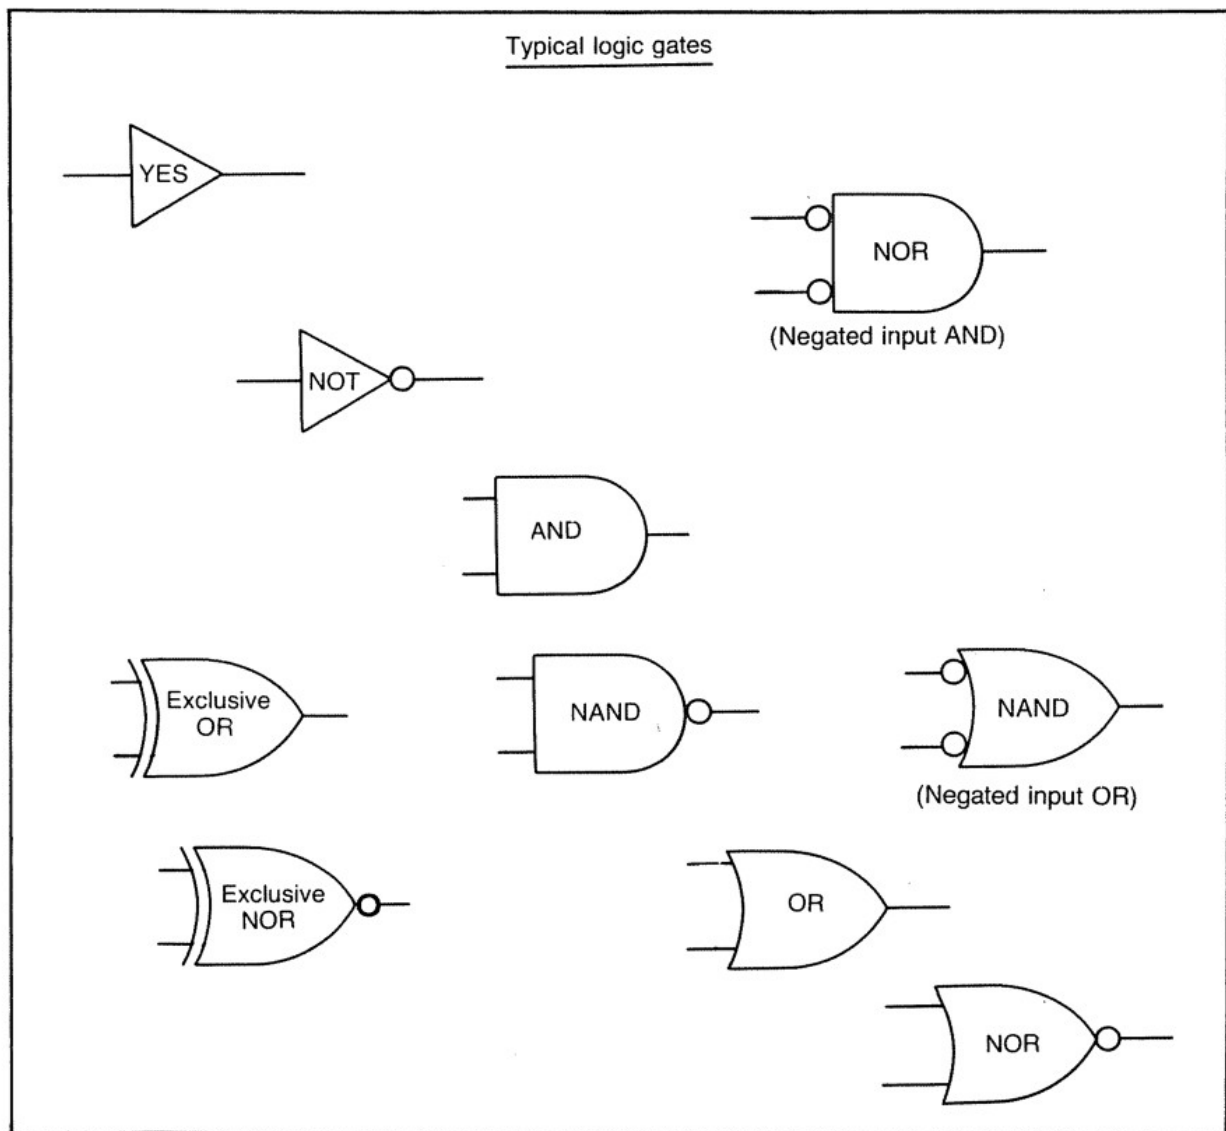 Typical logic gates
YES
NOR
(Negated input AND)
NOT
AND
Exclusive
OR
NAND
NAND
(Negated input OR)
Exclusive
NOR
OR
NOR